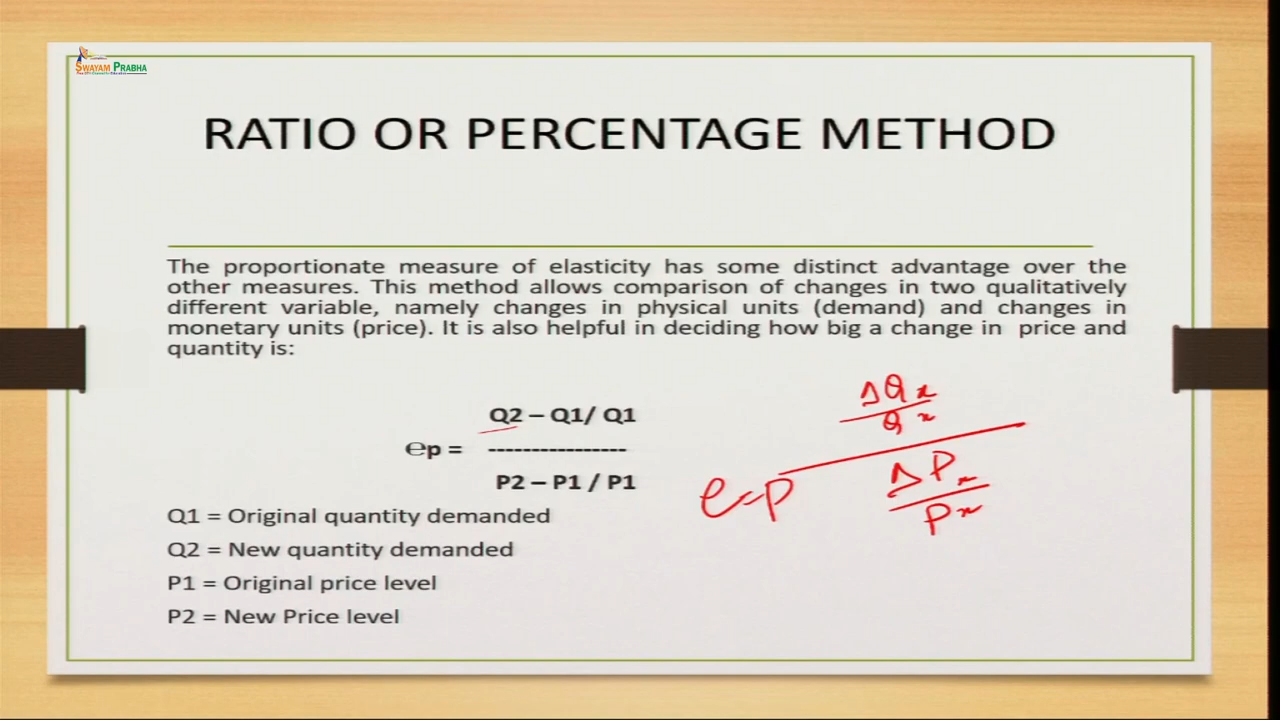 SWAYAM PRABHA
RATIO OR PERCENTAGE METHOD
The proportionate measure of elasticity has some distinct advantage over the
other measures. This method allows comparison of changes in two qualitatively
different variable, namely changes in physical units (demand) and changes in
monetary units (price). It is also helpful in deciding how big a change in price and
quantity is:
Q2 – Q1/ Q1
ep = ----------------
P2 – P1 / P1
ΔQx
Qx
e=p
ΔPx
Px
Q1 = Original quantity demanded
Q2 = New quantity demanded
P1 = Original price level
P2 = New Price level